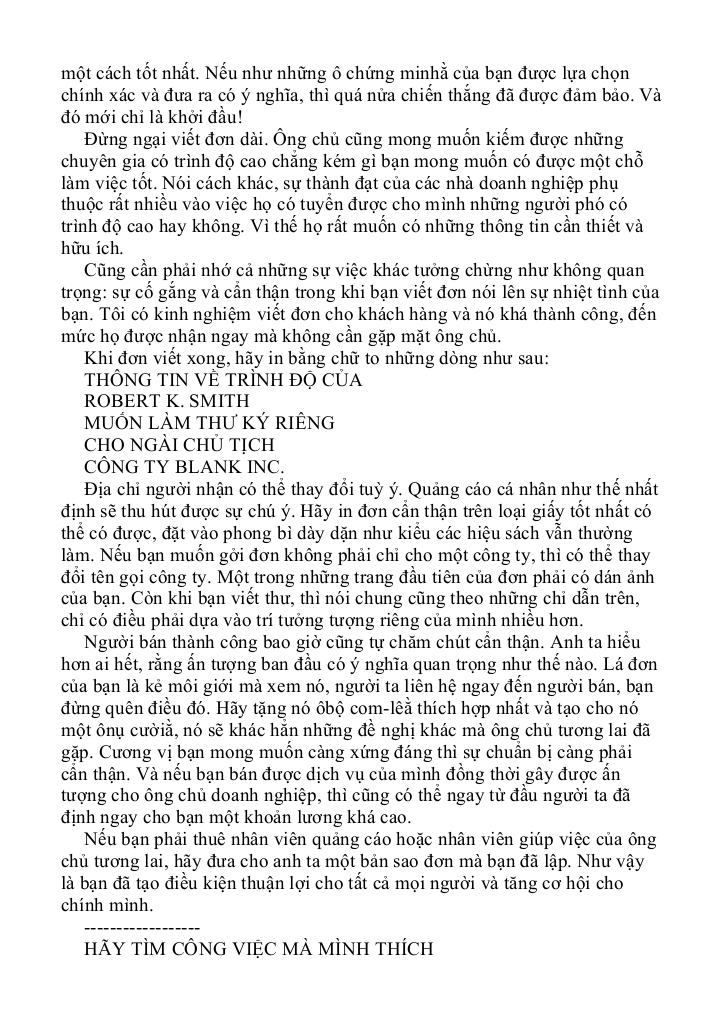 một cách tốt nhất. Nếu như những ô chứng minhằ của bạn được lựa chọn
chính xác và đưa ra có ý nghĩa, thì quá nửa chiến thắng đã được đảm bảo. Và
đó mới chỉ là khởi đầu!
Đừng ngại viết đơn dài. Ông chủ cũng mong muốn kiếm được những
chuyên gia có trình độ cao chẳng kém gì bạn mong muốn có được một chỗ
làm việc tốt. Nói cách khác, sự thành đạt của các nhà doanh nghiệp phụ
thuộc rất nhiều vào việc họ có tuyển được cho mình những người phó có
trình độ cao hay không. Vì thế họ rất muốn có những thông tin cần thiết và
hữu ích.
Cũng cần phải nhớ cả những sự việc khác tưởng chừng như không quan
trọng: sự cố gắng và cẩn thận trong khi bạn viết đơn nói lên sự nhiệt tình của
bạn. Tôi có kinh nghiệm viết đơn cho khách hàng và nó khá thành công, đến
mức họ được nhận ngay mà không cần gặp mặt ông chủ.
Khi đơn viết xong, hãy in bằng chữ to những dòng như sau:
THÔNG TIN VỀ TRÌNH ĐỘ CỦA
ROBERT K. SMITH
MUỐN LÀM THƯ KÝ RIÊNG
CHO NGÀI CHỦ TỊCH
CÔNG TY BLANK INC.
Địa chỉ người nhận có thể thay đổi tuỳ ý. Quảng cáo cá nhân như thế nhất
định sẽ thu hút được sự chú ý. Hãy in đơn cẩn thận trên loại giấy tốt nhất có
thể có được, đặt vào phong bì dày dặn như kiểu các hiệu sách vẫn thường
làm. Nếu bạn muốn gởi đơn không phải chỉ cho một công ty, thì có thể thay
đổi tên gọi công ty. Một trong những trang đầu tiên của đơn phải có dán ảnh
của bạn. Còn khi bạn viết thư, thì nói chung cũng theo những chỉ dẫn trên,
chỉ có điều phải dựa vào trí tưởng tượng riêng của mình nhiều hơn.
Người bán thành công bao giờ cũng tự chăm chút cẩn thận. Anh ta hiểu
hơn ai hết, rằng ấn tượng ban đầu có ý nghĩa quan trọng như thế nào. Lá đơn
của bạn là kẻ môi giới mà xem nó, người ta liên hệ ngay đến người bán, bạn
đừng quên điều đó. Hãy tặng nó ôbộ com-lêằ thích hợp nhất và tạo cho nó
một ônụ cườiằ, nó sẽ khác hẳn những đề nghị khác mà ông chủ tương lai đã
gặp. Cương vị bạn mong muốn càng xứng đáng thì sự chuẩn bị càng phải
cẩn thận. Và nếu bạn bán được dịch vụ của mình đồng thời gây được ấn
tượng cho ông chủ doanh nghiệp, thì cũng có thể ngay từ đầu người ta đã
định ngay cho bạn một khoản lương khá cao.
Nếu bạn phải thuê nhân viên quảng cáo hoặc nhân viên giúp việc của ông
chủ tương lai, hãy đưa cho anh ta một bản sao đơn mà bạn đã lập. Như vậy
là bạn đã tạo điều kiện thuận lợi cho tất cả mọi người và tăng cơ hội cho
chính mình.
------------------
HÃY TÌM CÔNG VIỆC MÀ MÌNH THÍCH